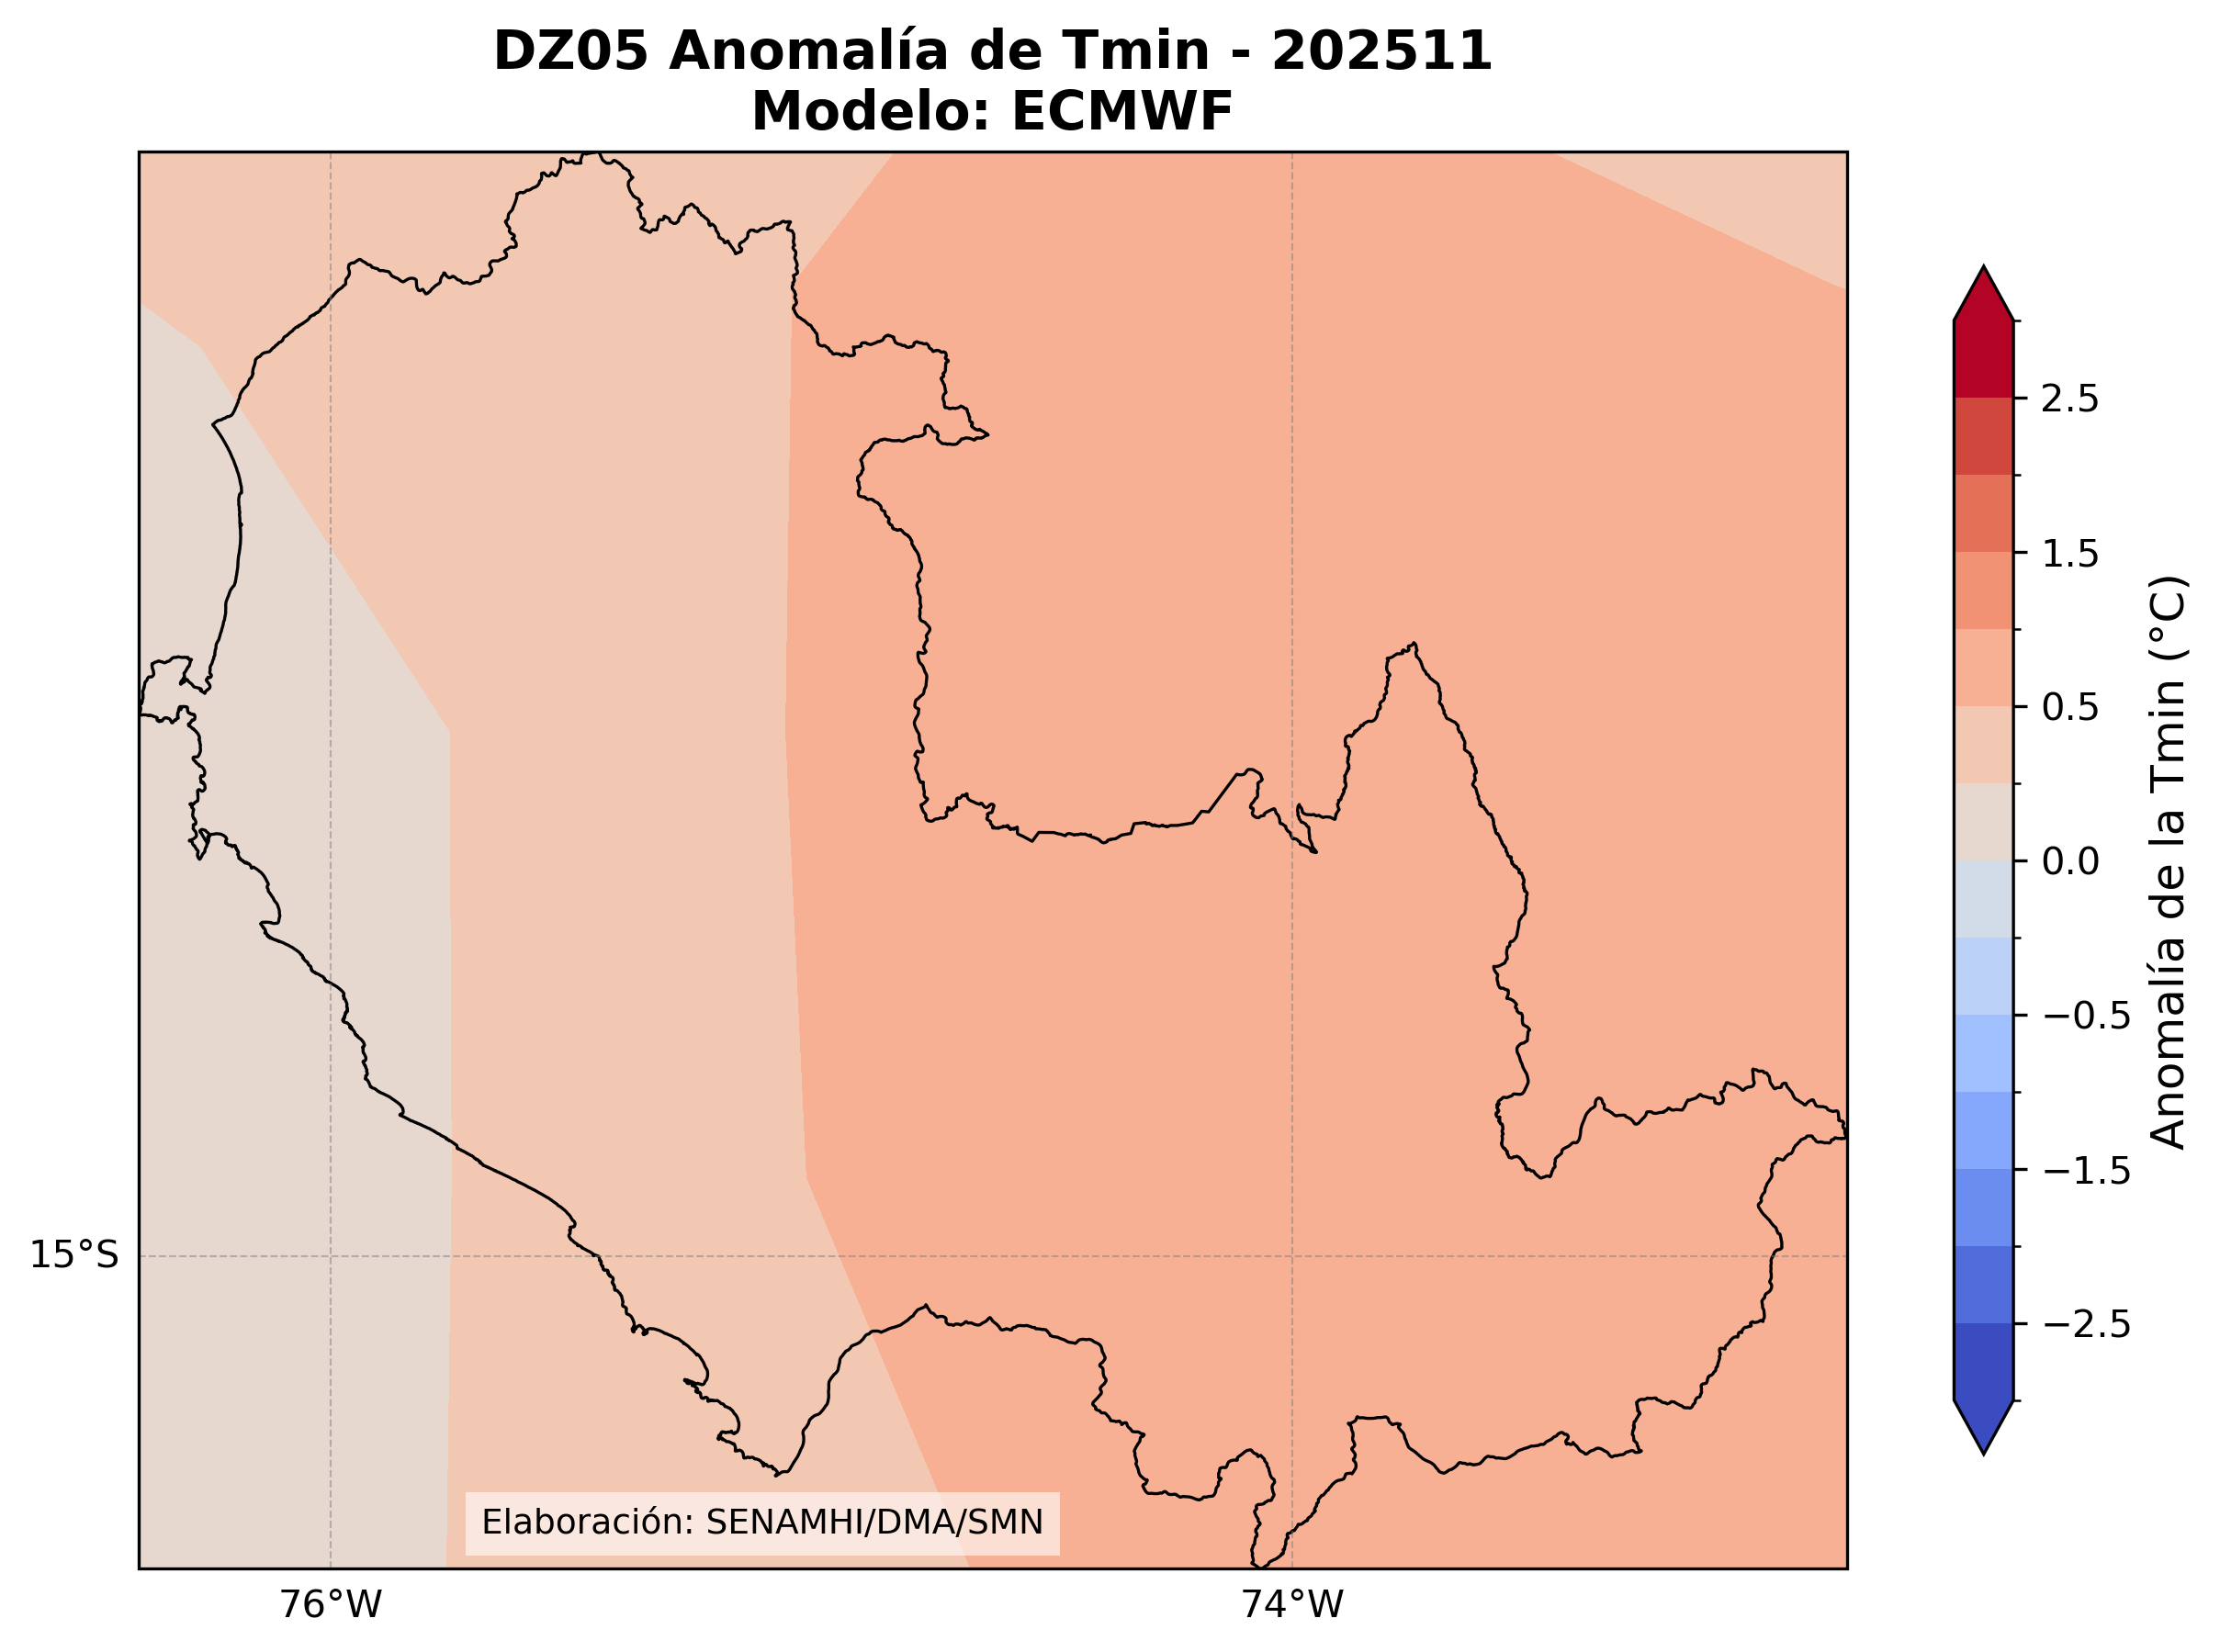 DZ05 Anomalía de Tmin - 202511
Modelo: ECMWF
2.5
1.5
0.5
0.0
−0.5
−1.5
−2.5
Anomalía de la Tmin (°C)
15°S
Elaboración: SENAMHI/DMA/SMN
76°W
74°W